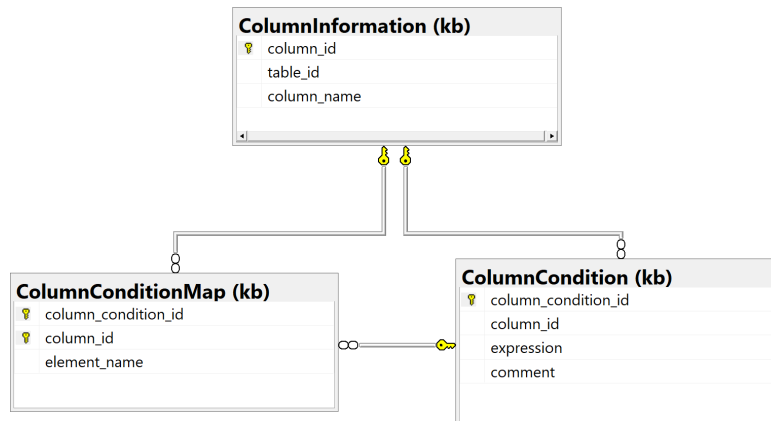 ColumnInformation (kb)
column_id
table_id
column_name
ColumnConditionMap (kb)
column_condition_id
column_id
element_name
ColumnCondition (kb)
column_condition_id
column_id
expression
comment